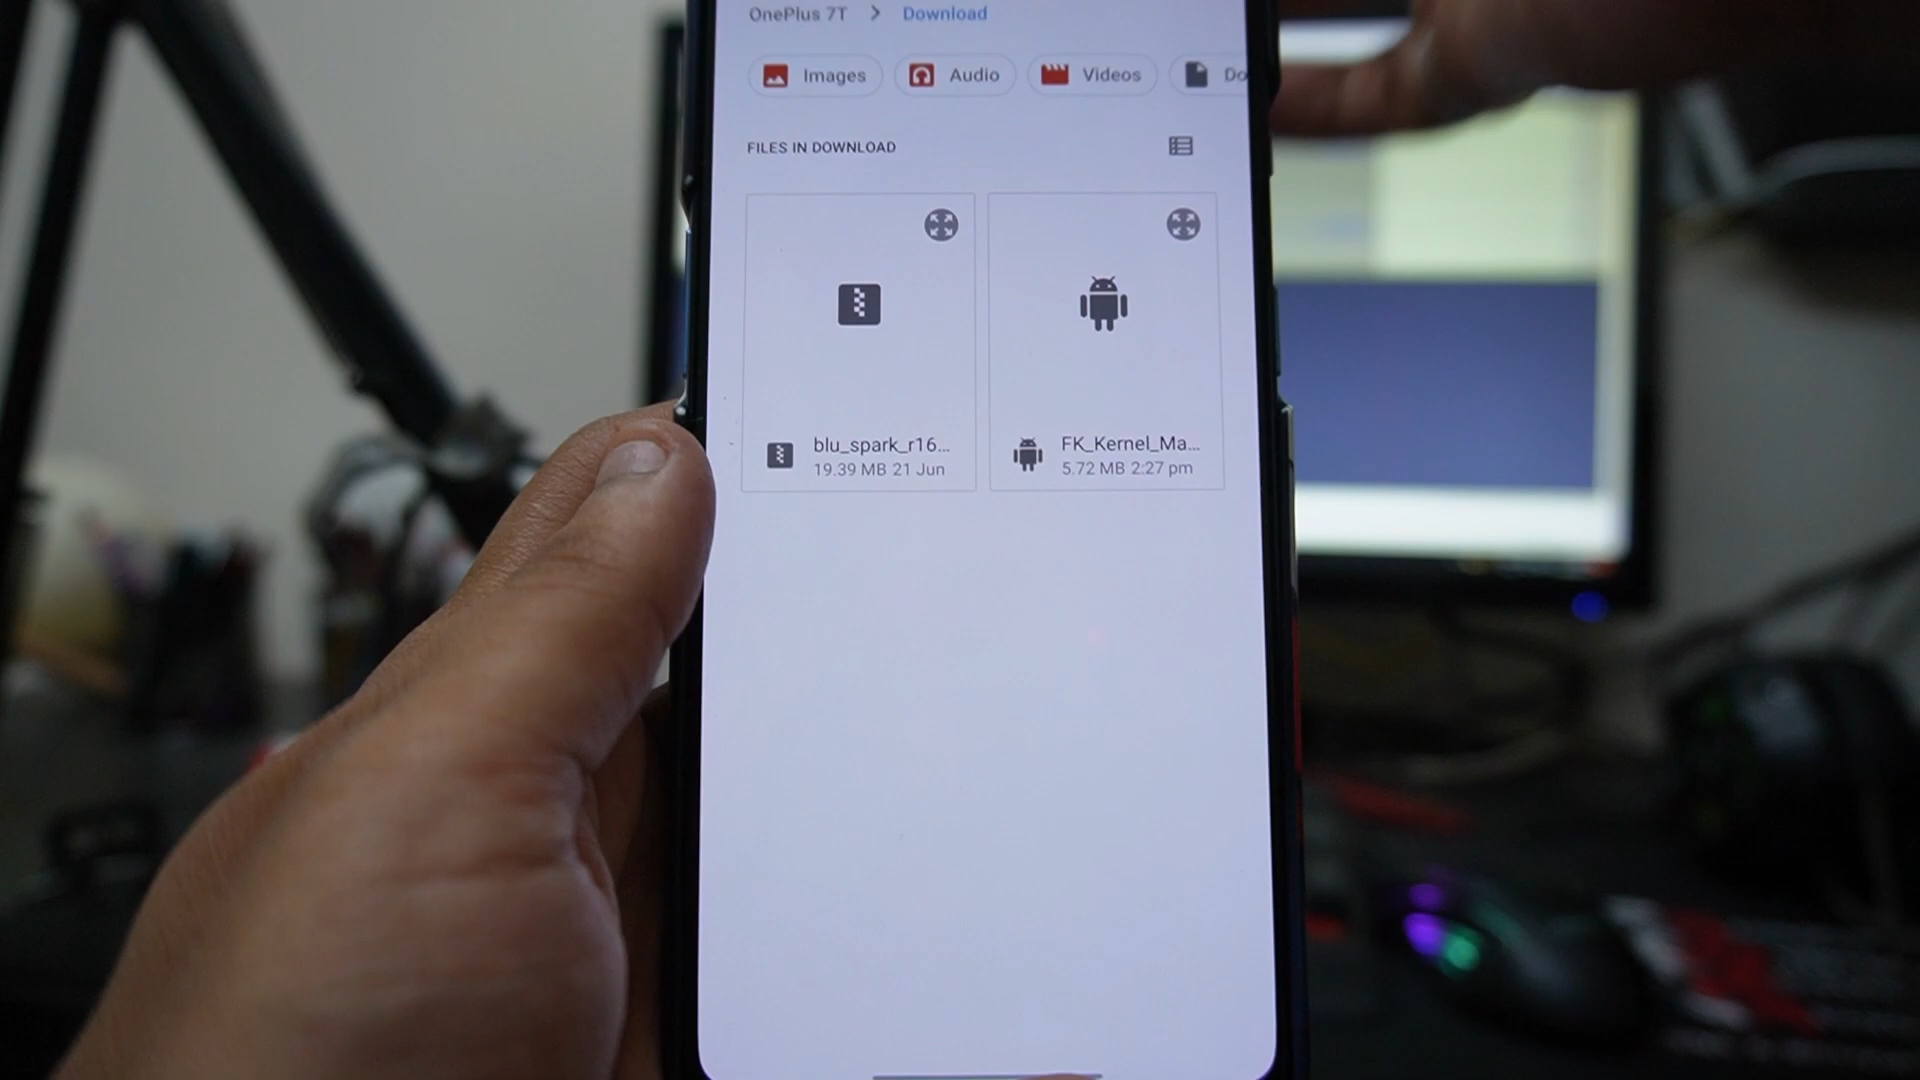 OnePlus 7T > Download
Images Audio Videos Do
FILES IN DOWNLOAD
blu_spark_r16...
19.39 MB 21 Jun
FK_Kernel_Ma...
5.72 MB 2:27 pm